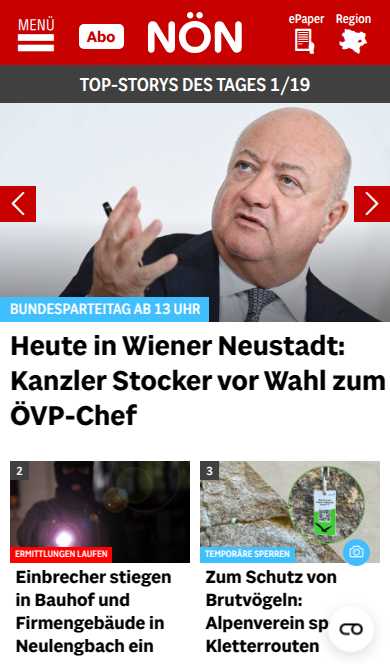 MENÜ
Abo
NÖN
ePaper
Region
TOP-STORYS DES TAGES 1/19
BUNDESPARTEITAG AB 13 UHR
Heute in Wiener Neustadt:
Kanzler Stocker vor Wahl zum
ÖVP-Chef
2
ERMITTLUNGEN LAUFEN
Einbrecher stiegen
in Bauhof und
Firmengebäude in
Neulengbach ein
3
TEMPORÄRE SPERREN
Zum Schutz von
Brutvögeln:
Alpenverein sp
Kletterrouten